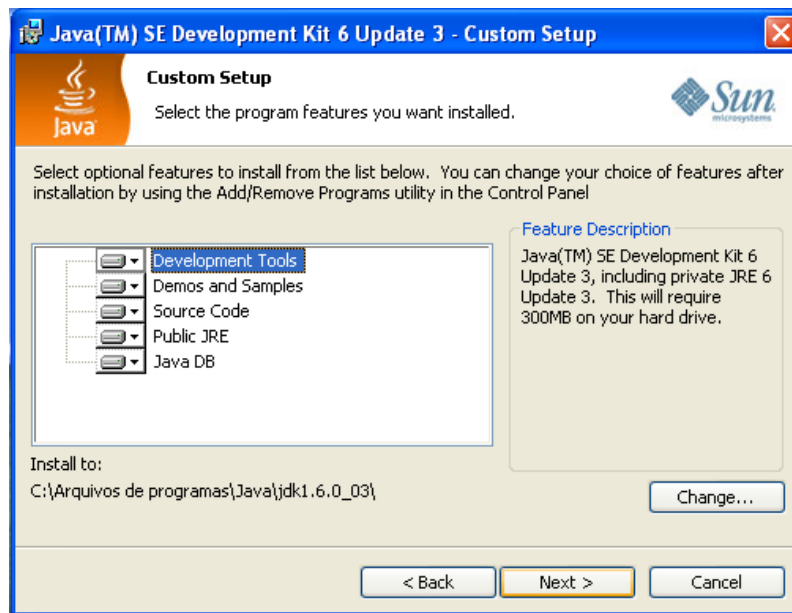 Java(TM) SE Development Kit 6 Update 3 - Custom Setup
Custom Setup
Select the program features you want installed.
Java
Sun
microsystems
Select optional features to install from the list below. You can change your choice of features after
installation by using the Add/Remove Programs utility in the Control Panel
Development Tools
Demos and Samples
Source Code
Public JRE
Java DB
Feature Description
Java(TM) SE Development Kit 6
Update 3, including private JRE 6
Update 3. This will require
300MB on your hard drive.
Install to:
C:\Arquivos de programas\Java\jdk1.6.0_03\
Change...
< Back
Next >
Cancel